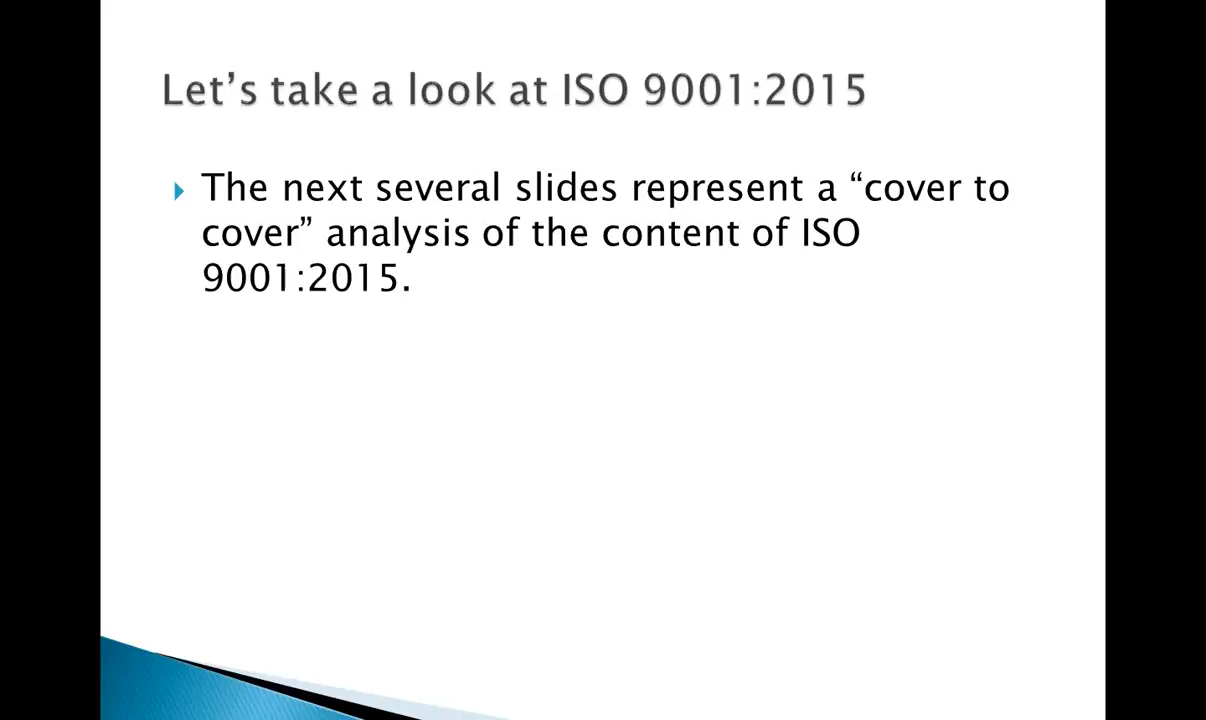 Let’s take a look at ISO 9001:2015
The next several slides represent a “cover to
cover” analysis of the content of ISO
9001:2015.